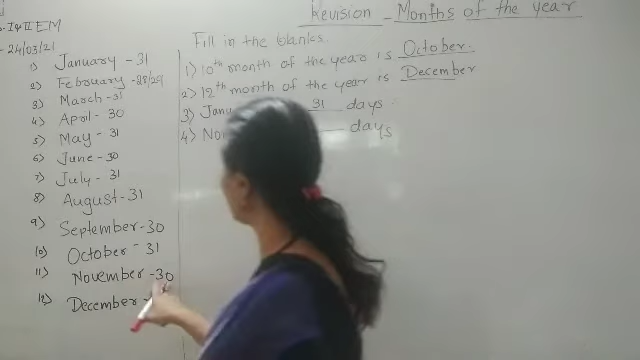 Revision - Months of the year
I & II EM
- 24/03/21
1) January - 31
2) February - 28/29
3) March - 31
4) April - 30
5) May - 31
6) June - 30
7) July - 31
8) August - 31
9) September - 30
10) October - 31
11) November - 30
12) December -
Fill in the blanks.
1) 10th month of the year is October.
2) 12th month of the year is December
3) Janu 31 days.
4) No days